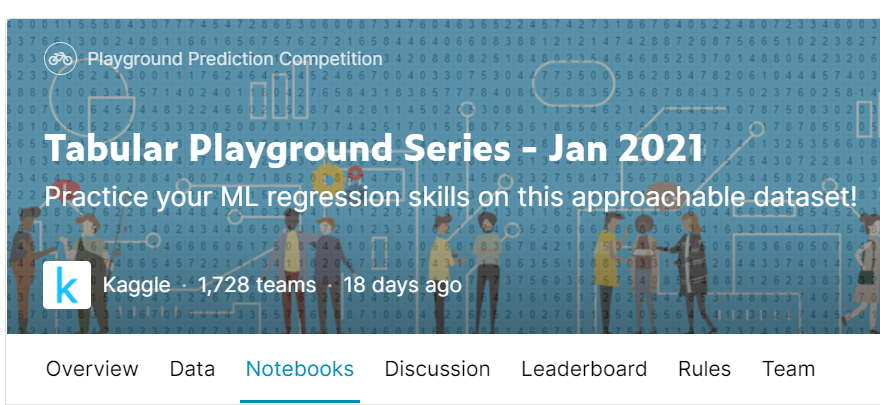 Playground Prediction Competition
Tabular Playground Series - Jan 2021
Practice your ML regression skills on this approachable dataset!
k Kaggle · 1,728 teams · 18 days ago
Overview Data Notebooks Discussion Leaderboard Rules Team